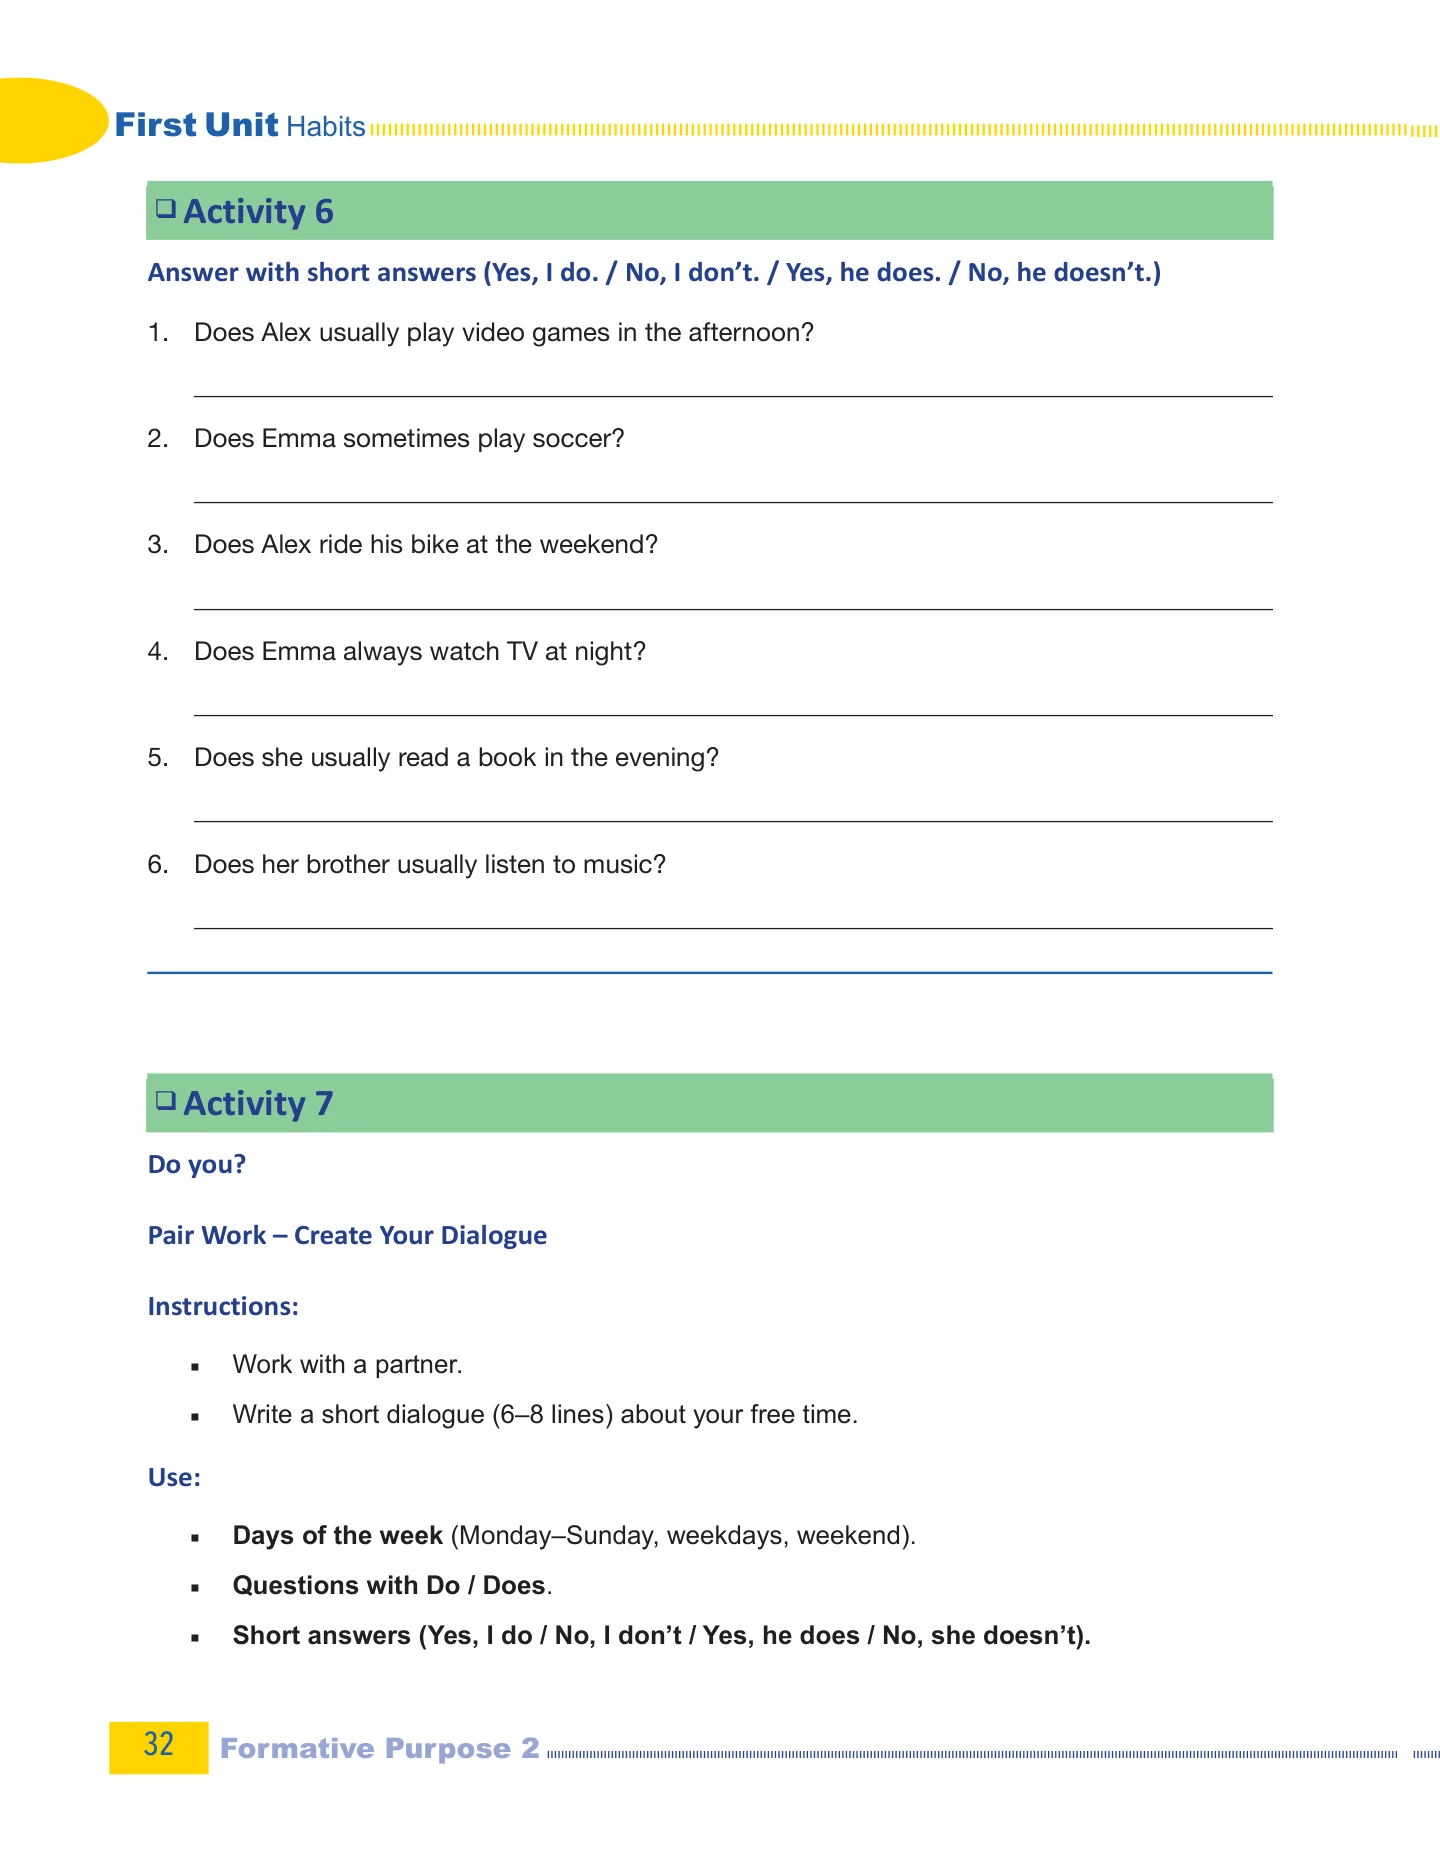 First Unit Habits
❑ Activity 6
Answer with short answers (Yes, I do. / No, I don’t. / Yes, he does. / No, he doesn’t.)
1. Does Alex usually play video games in the afternoon?
2. Does Emma sometimes play soccer?
3. Does Alex ride his bike at the weekend?
4. Does Emma always watch TV at night?
5. Does she usually read a book in the evening?
6. Does her brother usually listen to music?
❑ Activity 7
Do you?
Pair Work – Create Your Dialogue
Instructions:
▪ Work with a partner.
▪ Write a short dialogue (6–8 lines) about your free time.
Use:
▪ Days of the week (Monday–Sunday, weekdays, weekend).
▪ Questions with Do / Does.
▪ Short answers (Yes, I do / No, I don’t / Yes, he does / No, she doesn’t).
32 Formative Purpose 2